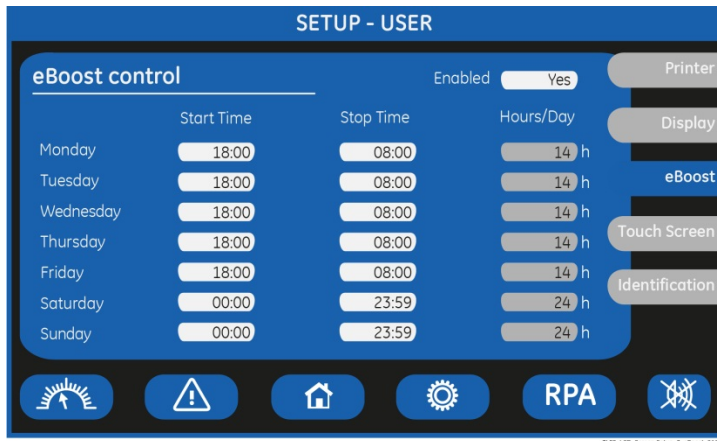 SETUP - USER
eBoost control Enabled Yes Printer
Start Time Stop Time Hours/Day Display
Monday 18:00 08:00 14 h
Tuesday 18:00 08:00 14 h eBoost
Wednesday 18:00 08:00 14 h
Thursday 18:00 08:00 14 h Touch Screen
Friday 18:00 08:00 14 h Identification
Saturday 00:00 23:59 24 h
Sunday 00:00 23:59 24 h
RPA